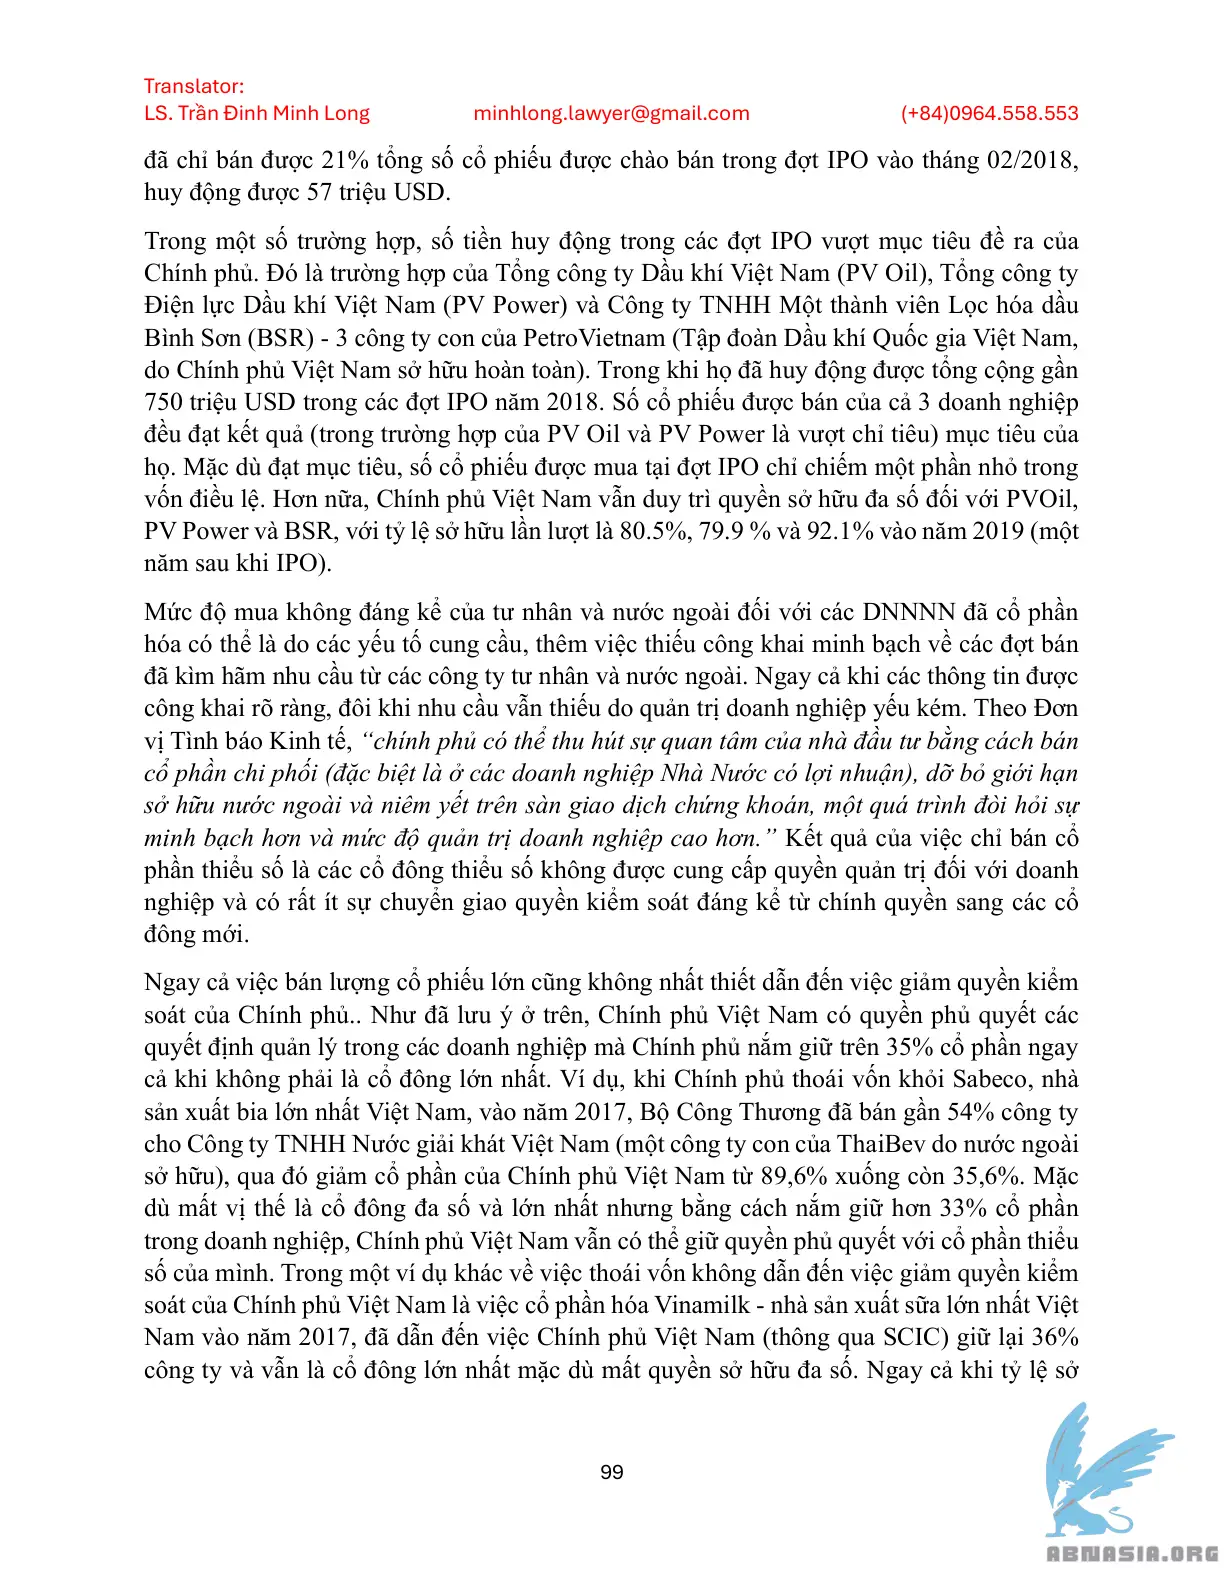 Translator:
LS. Trần Đinh Minh Long minhlong.lawyer@gmail.com (+84)0964.558.553
đã chỉ bán được 21% tổng số cổ phiếu được chào bán trong đợt IPO vào tháng 02/2018,
huy động được 57 triệu USD.
Trong một số trường hợp, số tiền huy động trong các đợt IPO vượt mục tiêu đề ra của
Chính phủ. Đó là trường hợp của Tổng công ty Dầu khí Việt Nam (PV Oil), Tổng công ty
Điện lực Dầu khí Việt Nam (PV Power) và Công ty TNHH Một thành viên Lọc hóa dầu
Bình Sơn (BSR) - 3 công ty con của PetroVietnam (Tập đoàn Dầu khí Quốc gia Việt Nam,
do Chính phủ Việt Nam sở hữu hoàn toàn). Trong khi họ đã huy động được tổng cộng gần
750 triệu USD trong các đợt IPO năm 2018. Số cổ phiếu được bán của cả 3 doanh nghiệp
đều đạt kết quả (trong trường hợp của PV Oil và PV Power là vượt chỉ tiêu) mục tiêu của
họ. Mặc dù đạt mục tiêu, số cổ phiếu được mua tại đợt IPO chỉ chiếm một phần nhỏ trong
vốn điều lệ. Hơn nữa, Chính phủ Việt Nam vẫn duy trì quyền sở hữu đa số đối với PVOil,
PV Power và BSR, với tỷ lệ sở hữu lần lượt là 80.5%, 79.9 % và 92.1% vào năm 2019 (một
năm sau khi IPO).
Mức độ mua không đáng kể của tư nhân và nước ngoài đối với các DNNNN đã cổ phần
hóa có thể là do các yếu tố cung cầu, thêm việc thiếu công khai minh bạch về các đợt bán
đã kìm hãm nhu cầu từ các công ty tư nhân và nước ngoài. Ngay cả khi các thông tin được
công khai rõ ràng, đôi khi nhu cầu vẫn thiếu do quản trị doanh nghiệp yếu kém. Theo Đơn
vị Tình báo Kinh tế, “chính phủ có thể thu hút sự quan tâm của nhà đầu tư bằng cách bán
cổ phần chi phối (đặc biệt là ở các doanh nghiệp Nhà Nước có lợi nhuận), dỡ bỏ giới hạn
sở hữu nước ngoài và niêm yết trên sàn giao dịch chứng khoán, một quá trình đòi hỏi sự
minh bạch hơn và mức độ quản trị doanh nghiệp cao hơn.” Kết quả của việc chỉ bán cổ
phần thiểu số là các cổ đông thiểu số không được cung cấp quyền quản trị đối với doanh
nghiệp và có rất ít sự chuyển giao quyền kiểm soát đáng kể từ chính quyền sang các cổ
đông mới.
Ngay cả việc bán lượng cổ phiếu lớn cũng không nhất thiết dẫn đến việc giảm quyền kiểm
soát của Chính phủ.. Như đã lưu ý ở trên, Chính phủ Việt Nam có quyền phủ quyết các
quyết định quản lý trong các doanh nghiệp mà Chính phủ nắm giữ trên 35% cổ phần ngay
cả khi không phải là cổ đông lớn nhất. Ví dụ, khi Chính phủ thoái vốn khỏi Sabeco, nhà
sản xuất bia lớn nhất Việt Nam, vào năm 2017, Bộ Công Thương đã bán gần 54% công ty
cho Công ty TNHH Nước giải khát Việt Nam (một công ty con của ThaiBev do nước ngoài
sở hữu), qua đó giảm cổ phần của Chính phủ Việt Nam từ 89,6% xuống còn 35,6%. Mặc
dù mất vị thế là cổ đông đa số và lớn nhất nhưng bằng cách nắm giữ hơn 33% cổ phần
trong doanh nghiệp, Chính phủ Việt Nam vẫn có thể giữ quyền phủ quyết với cổ phần thiểu
số của mình. Trong một ví dụ khác về việc thoái vốn không dẫn đến việc giảm quyền kiểm
soát của Chính phủ Việt Nam là việc cổ phần hóa Vinamilk - nhà sản xuất sữa lớn nhất Việt
Nam vào năm 2017, đã dẫn đến việc Chính phủ Việt Nam (thông qua SCIC) giữ lại 36%
công ty và vẫn là cổ đông lớn nhất mặc dù mất quyền sở hữu đa số. Ngay cả khi tỷ lệ sở
99
ABNASIA.ORG